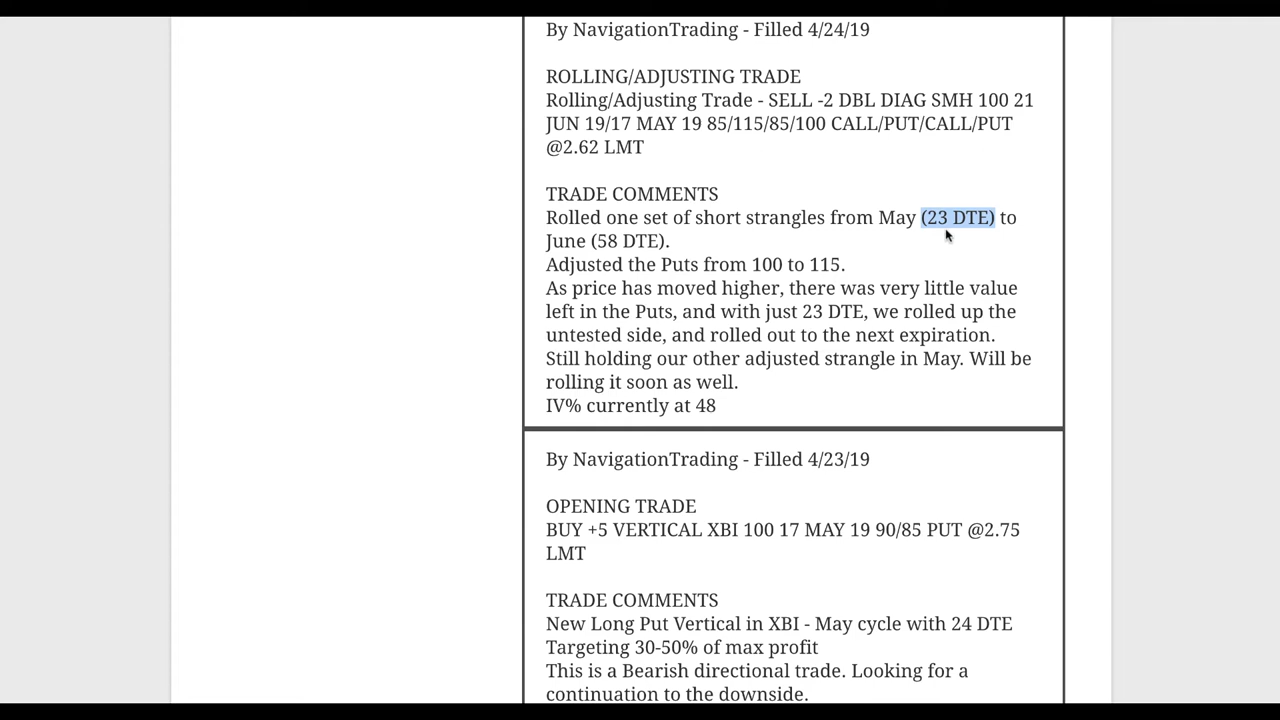 By NavigationTrading - Filled 4/24/19
ROLLING/ADJUSTING TRADE
Rolling/Adjusting Trade - SELL -2 DBL DIAG SMH 100 21
JUN 19/17 MAY 19 85/115/85/100 CALL/PUT/CALL/PUT
@2.62 LMT
TRADE COMMENTS
Rolled one set of short strangles from May (23 DTE) to
June (58 DTE).
Adjusted the Puts from 100 to 115.
As price has moved higher, there was very little value
left in the Puts, and with just 23 DTE, we rolled up the
untested side, and rolled out to the next expiration.
Still holding our other adjusted strangle in May. Will be
rolling it soon as well.
IV% currently at 48
By NavigationTrading - Filled 4/23/19
OPENING TRADE
BUY +5 VERTICAL XBI 100 17 MAY 19 90/85 PUT @2.75
LMT
TRADE COMMENTS
New Long Put Vertical in XBI - May cycle with 24 DTE
Targeting 30-50% of max profit
This is a Bearish directional trade. Looking for a
continuation to the downside.